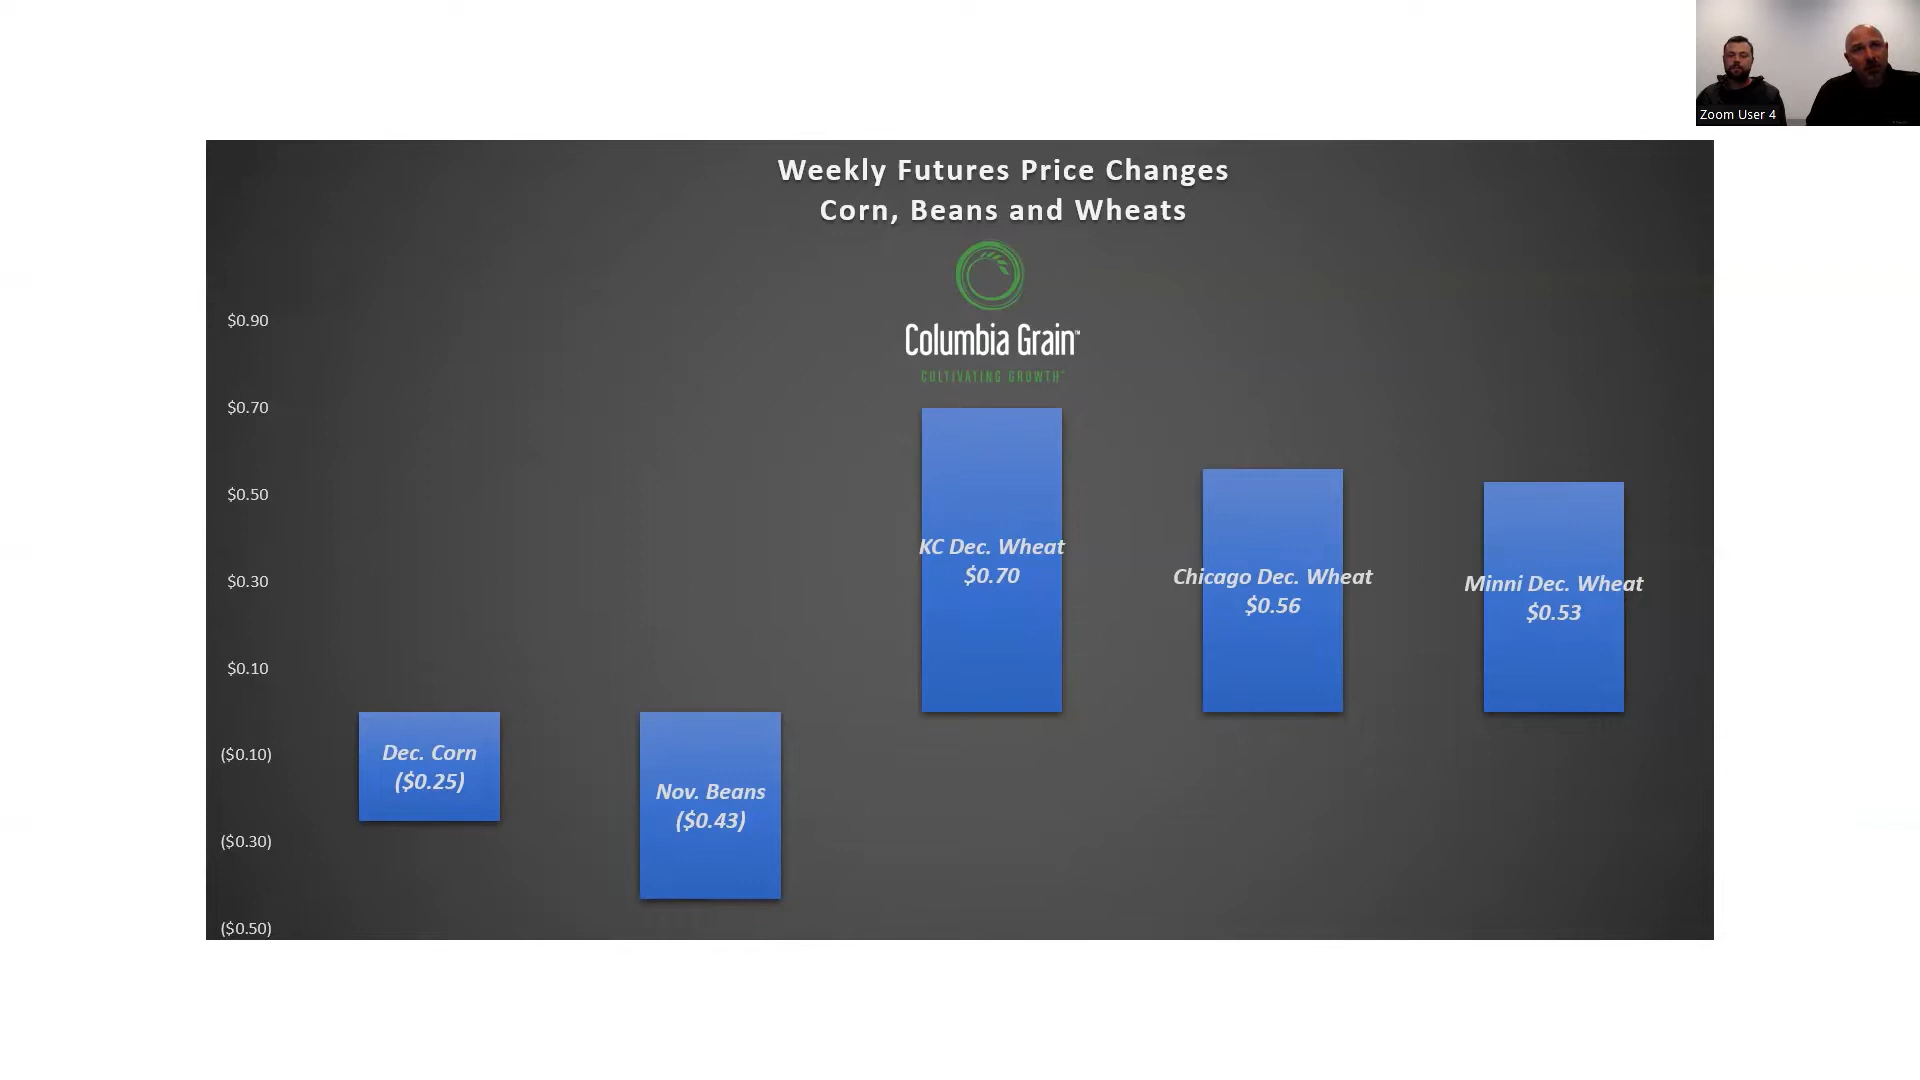 Zoom User 4
Weekly Futures Price Changes
Corn, Beans and Wheats
Columbia Grain™
CULTIVATING GROWTH™
$0.90
$0.70
$0.50
$0.30
$0.10
($0.10)
($0.30)
($0.50)
Dec. Corn
($0.25)
Nov. Beans
($0.43)
KC Dec. Wheat
$0.70
Chicago Dec. Wheat
$0.56
Minni Dec. Wheat
$0.53